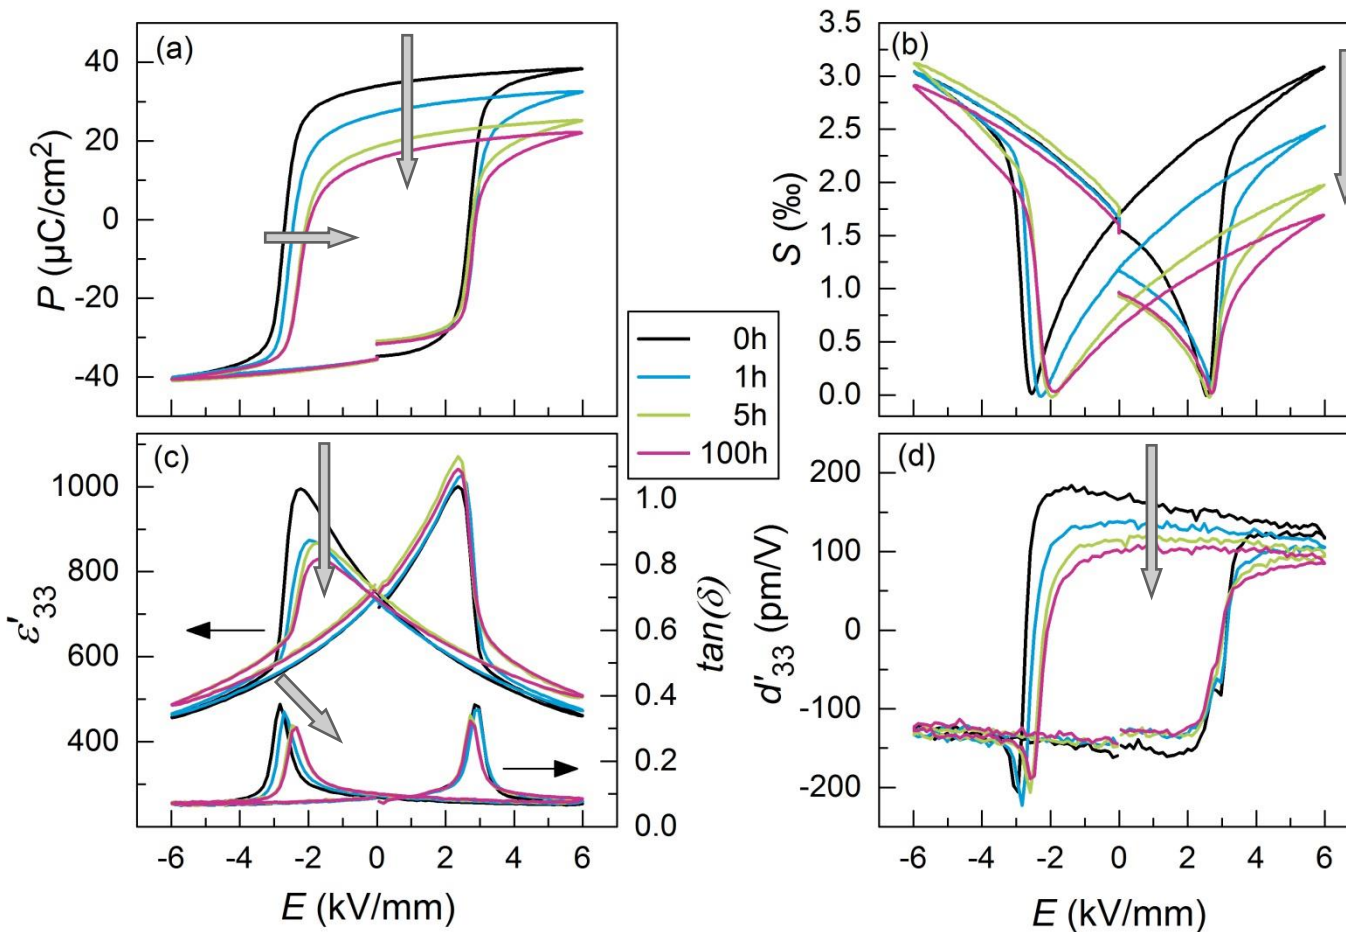 (a)
P (µC/cm²)
40
20
0
-20
-40
(b)
S (‰)
3.5
3.0
2.5
2.0
1.5
1.0
0.5
0.0
0h
1h
5h
100h
(c)
ε'33
1000
800
600
400
1.0
0.8
0.6
0.4
0.2
0.0
tan(δ)
-6 -4 -2 0 2 4 6
E (kV/mm)
(d)
d'33 (pm/V)
200
100
0
-100
-200
-6 -4 -2 0 2 4 6
E (kV/mm)